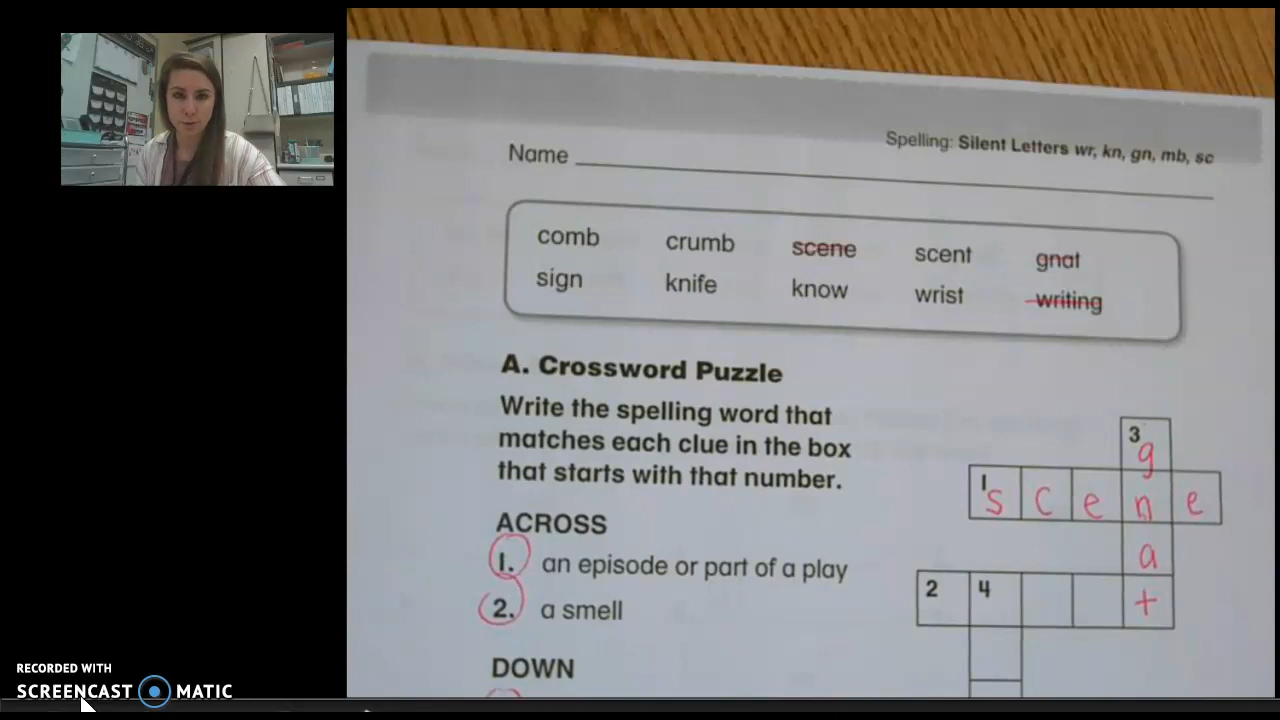 Spelling: Silent Letters wr, kn, gn, mb, sc
Name
comb crumb scene scent gnat
sign knife know wrist writing
A. Crossword Puzzle
Write the spelling word that
matches each clue in the box
that starts with that number.
3
g
1
s c e n e
a
2 4 t
ACROSS
1. an episode or part of a play
2. a smell
DOWN
RECORDED WITH
SCREENCAST MATIC